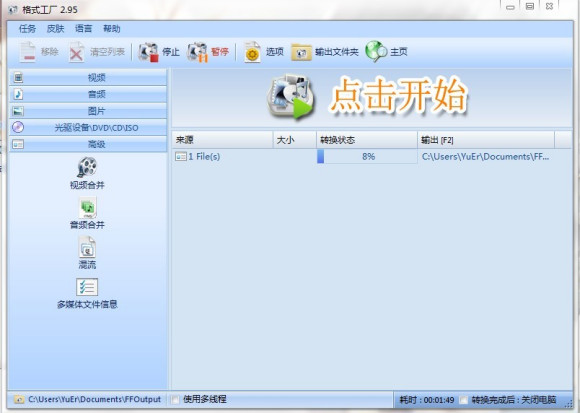 格式工厂 2.95
任务 皮肤 语言 帮助
移除 清空列表 停止 暂停 选项 输出文件夹 主页
视频
音频
图片
光驱设备\DVD\CD\ISO
高级
视频合并
音频合并
混流
多媒体文件信息
点击开始
来源 大小 转换状态 输出 [F2]
1 File(s) 8% C:\Users\YuEr\Documents\FF...
C:\Users\YuEr\Documents\FFOutput 使用多线程 耗时 : 00:01:49 转换完成后 : 关闭电脑